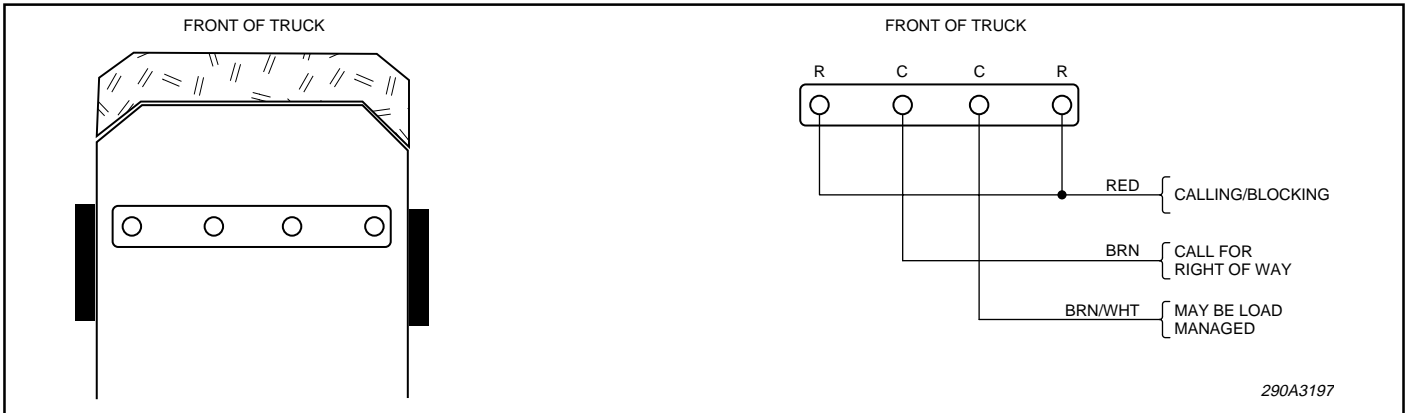 FRONT OF TRUCK
FRONT OF TRUCK
R C C R
RED
CALLING/BLOCKING
BRN
CALL FOR
RIGHT OF WAY
BRN/WHT
MAY BE LOAD
MANAGED
290A3197